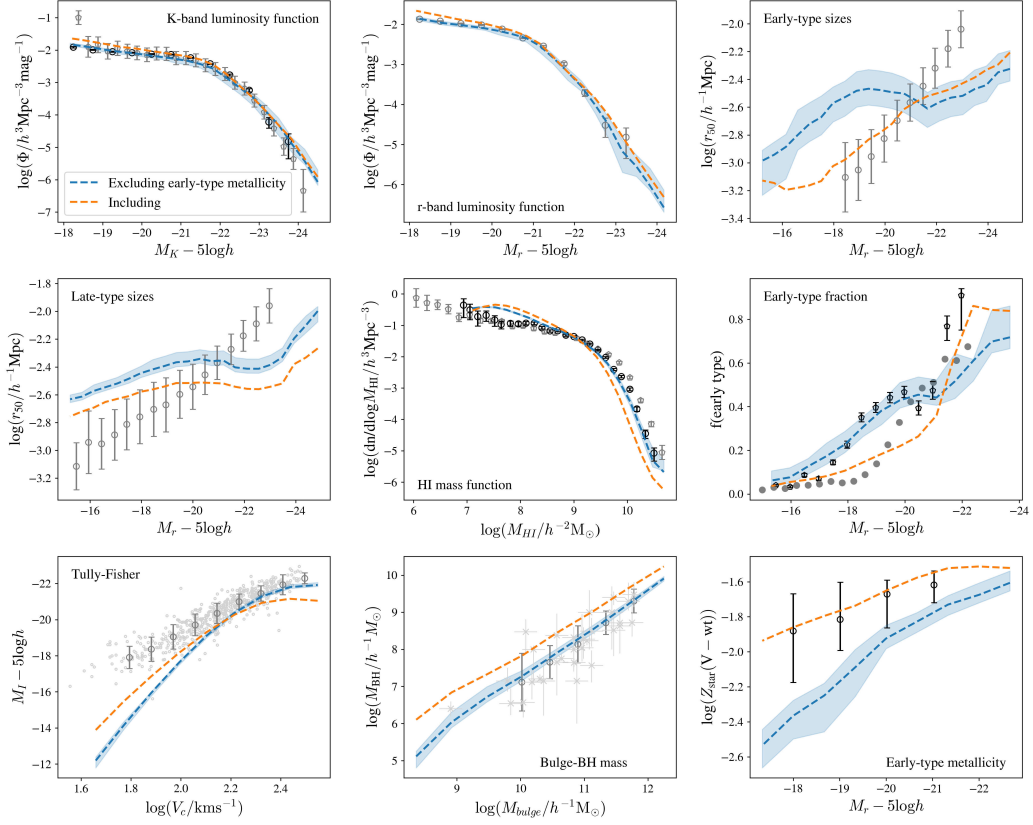 K-band luminosity function
−1
−2
−3
−4
−5
−6
−7
log(Φ/h³Mpc⁻³mag⁻¹)
Excluding early-type metallicity
Including
−18 −19 −20 −21 −22 −23 −24
M_K − 5logh
−2
−4
−6
log(Φ/h³Mpc⁻³mag⁻¹)
r-band luminosity function
−18 −19 −20 −21 −22 −23 −24
M_r − 5logh
Early-type sizes
−2.0
−2.2
−2.4
−2.6
−2.8
−3.0
−3.2
−3.4
log(r₅₀/h⁻¹Mpc)
−16 −18 −20 −22 −24
M_r − 5logh
Late-type sizes
−1.8
−2.0
−2.2
−2.4
−2.6
−2.8
−3.0
−3.2
log(r₅₀/h⁻¹Mpc)
−16 −18 −20 −22 −24
M_r − 5logh
0
−1
−2
−3
−4
−5
−6
log(dn/dlogM_HI/h³Mpc⁻³)
HI mass function
6 7 8 9 10
log(M_HI/h⁻²M_⊙)
Early-type fraction
0.8
0.6
0.4
0.2
0.0
f(early type)
−16 −18 −20 −22 −24
M_r − 5logh
Tully-Fisher
−22
−20
−18
−16
−14
−12
M_I − 5logh
1.6 1.8 2.0 2.2 2.4 2.6
log(V_c/kms⁻¹)
10
9
8
7
6
5
log(M_BH/h⁻¹M_⊙)
Bulge-BH mass
9 10 11 12
log(M_bulge/h⁻¹M_⊙)
−1.6
−1.8
−2.0
−2.2
−2.4
−2.6
log(Z_star(V − wt))
Early-type metallicity
−18 −19 −20 −21 −22
M_r − 5logh